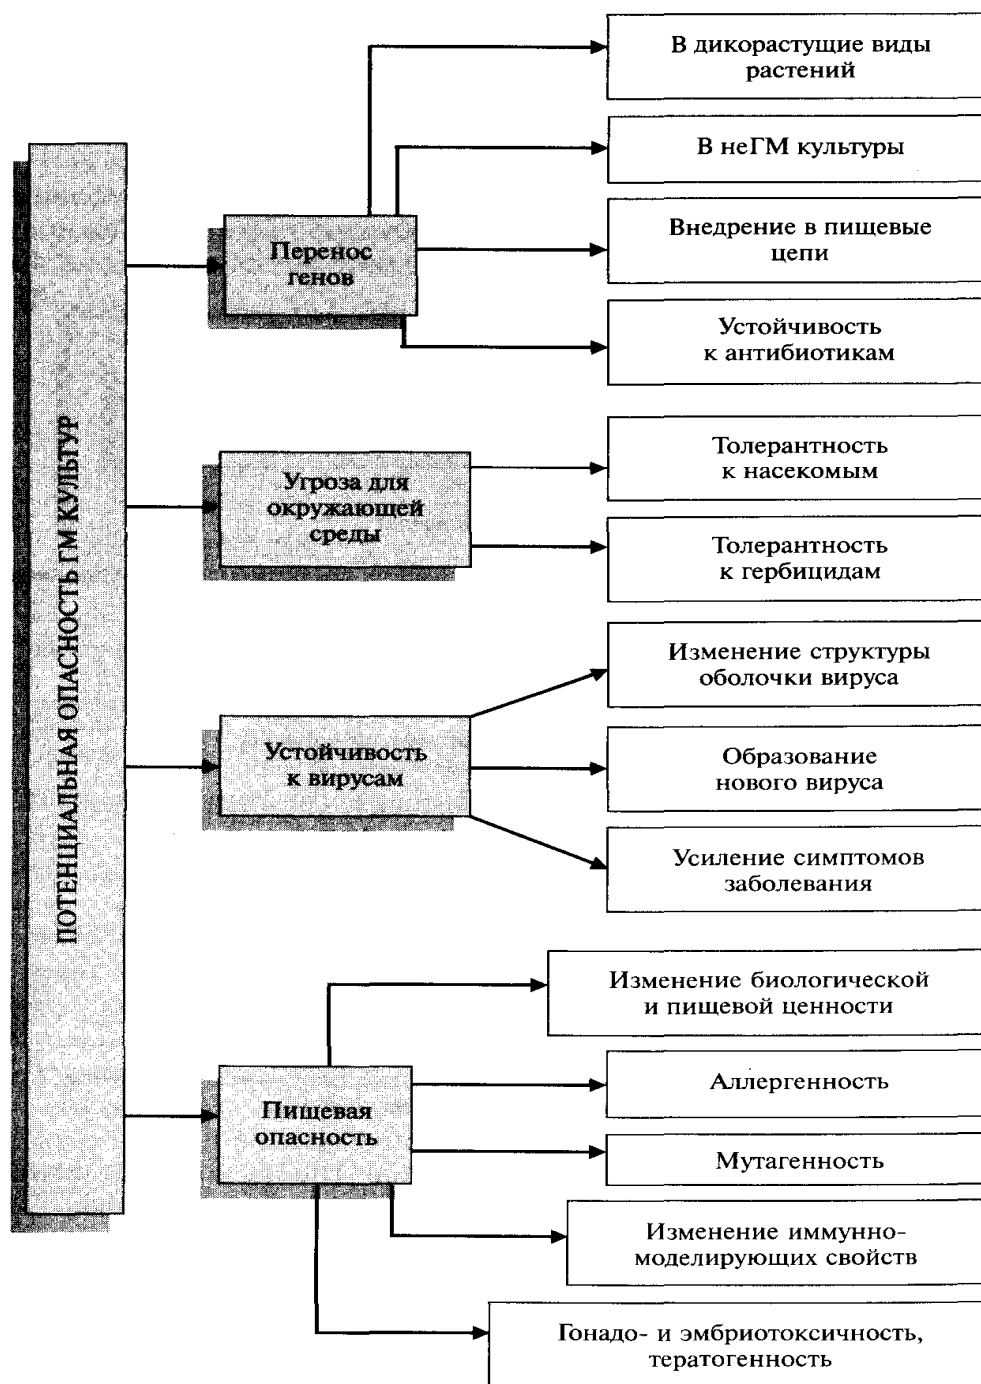 ПОТЕНЦИАЛЬНАЯ ОПАСНОСТЬ ГМ КУЛЬТУР
Перенос
генов
В дикорастущие виды
растений
В неГМ культуры
Внедрение в пищевые
цепи
Устойчивость
к антибиотикам
Угроза для
окружающей
среды
Толерантность
к насекомым
Толерантность
к гербицидам
Устойчивость
к вирусам
Изменение структуры
оболочки вируса
Образование
нового вируса
Усиление симптомов
заболевания
Пищевая
опасность
Изменение биологической
и пищевой ценности
Аллергенность
Мутагенность
Изменение иммунно-
моделирующих свойств
Гонадо- и эмбриотоксичность,
тератогенность